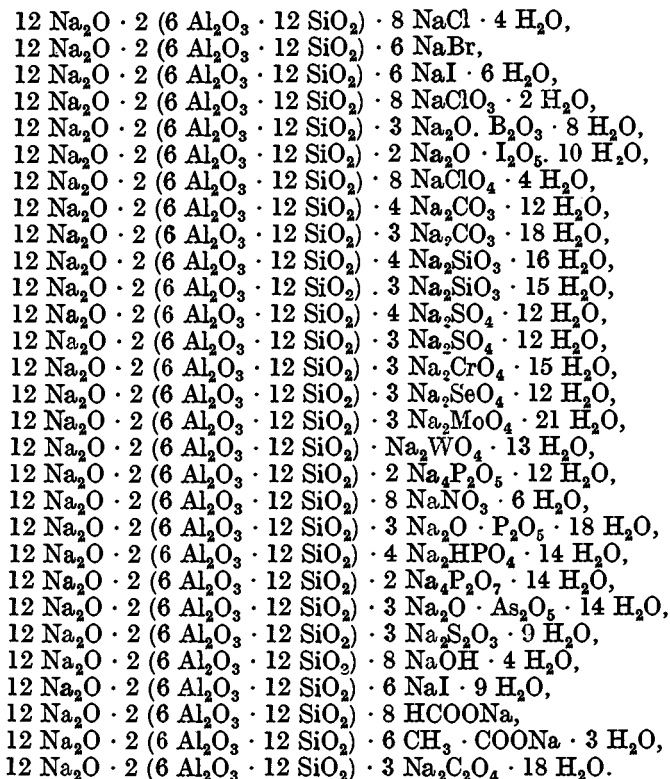 12 Na₂O · 2 (6 Al₂O₃ · 12 SiO₂) · 8 NaCl · 4 H₂O,
12 Na₂O · 2 (6 Al₂O₃ · 12 SiO₂) · 6 NaBr,
12 Na₂O · 2 (6 Al₂O₃ · 12 SiO₂) · 6 NaI · 6 H₂O,
12 Na₂O · 2 (6 Al₂O₃ · 12 SiO₂) · 8 NaClO₃ · 2 H₂O,
12 Na₂O · 2 (6 Al₂O₃ · 12 SiO₂) · 3 Na₂O. B₂O₃ · 8 H₂O,
12 Na₂O · 2 (6 Al₂O₃ · 12 SiO₂) · 2 Na₂O · I₂O₅. 10 H₂O,
12 Na₂O · 2 (6 Al₂O₃ · 12 SiO₂) · 8 NaClO₄ · 4 H₂O,
12 Na₂O · 2 (6 Al₂O₃ · 12 SiO₂) · 4 Na₂CO₃ · 12 H₂O,
12 Na₂O · 2 (6 Al₂O₃ · 12 SiO₂) · 3 Na₂CO₃ · 18 H₂O,
12 Na₂O · 2 (6 Al₂O₃ · 12 SiO₂) · 4 Na₂SiO₃ · 16 H₂O,
12 Na₂O · 2 (6 Al₂O₃ · 12 SiO₂) . 3 Na₂SiO₃ · 15 H₂O,
12 Na₂O · 2 (6 Al₂O₃ · 12 SiO₂) · 4 Na₂SO₄ · 12 H₂O,
12 Na₂O · 2 (6 Al₂O₃ · 12 SiO₂) · 3 Na₂SO₄ · 12 H₂O,
12 Na₂O · 2 (6 Al₂O₃ · 12 SiO₂) · 3 Na₂CrO₄ · 15 H₂O,
12 Na₂O · 2 (6 Al₂O₃ · 12 SiO₂) · 3 Na₂SeO₄ · 12 H₂O,
12 Na₂O · 2 (6 Al₂O₃ · 12 SiO₂) · 3 Na₂MoO₄ · 21 H₂O,
12 Na₂O · 2 (6 Al₂O₃ · 12 SiO₂) · Na₂WO₄ · 13 H₂O,
12 Na₂O · 2 (6 Al₂O₃ · 12 SiO₂) · 2 Na₄P₂O₅ · 12 H₂O,
12 Na₂O · 2 (6 Al₂O₃ · 12 SiO₂) · 8 NaNO₃ · 6 H₂O,
12 Na₂O · 2 (6 Al₂O₃ · 12 SiO₂) · 3 Na₂O · P₂O₅ · 18 H₂O,
12 Na₂O · 2 (6 Al₂O₃ · 12 SiO₂) · 4 Na₂HPO₄ · 14 H₂O,
12 Na₂O · 2 (6 Al₂O₃ · 12 SiO₂) · 2 Na₄P₂O₇ · 14 H₂O,
12 Na₂O · 2 (6 Al₂O₃ · 12 SiO₂) · 3 Na₂O · As₂O₅ · 14 H₂O,
12 Na₂O · 2 (6 Al₂O₃ · 12 SiO₂) · 3 Na₂S₂O₃ · 9 H₂O,
12 Na₂O · 2 (6 Al₂O₃ · 12 SiO₂) · 8 NaOH · 4 H₂O,
12 Na₂O · 2 (6 Al₂O₃ · 12 SiO₂) · 6 NaI · 9 H₂O,
12 Na₂O · 2 (6 Al₂O₃ · 12 SiO₂) · 8 HCOONa,
12 Na₂O · 2 (6 Al₂O₃ · 12 SiO₂) · 6 CH₃ · COONa · 3 H₂O,
12 Na₂O · 2 (6 Al₂O₃ · 12 SiO₂) · 3 Na₂C₂O₄ · 18 H₂O.